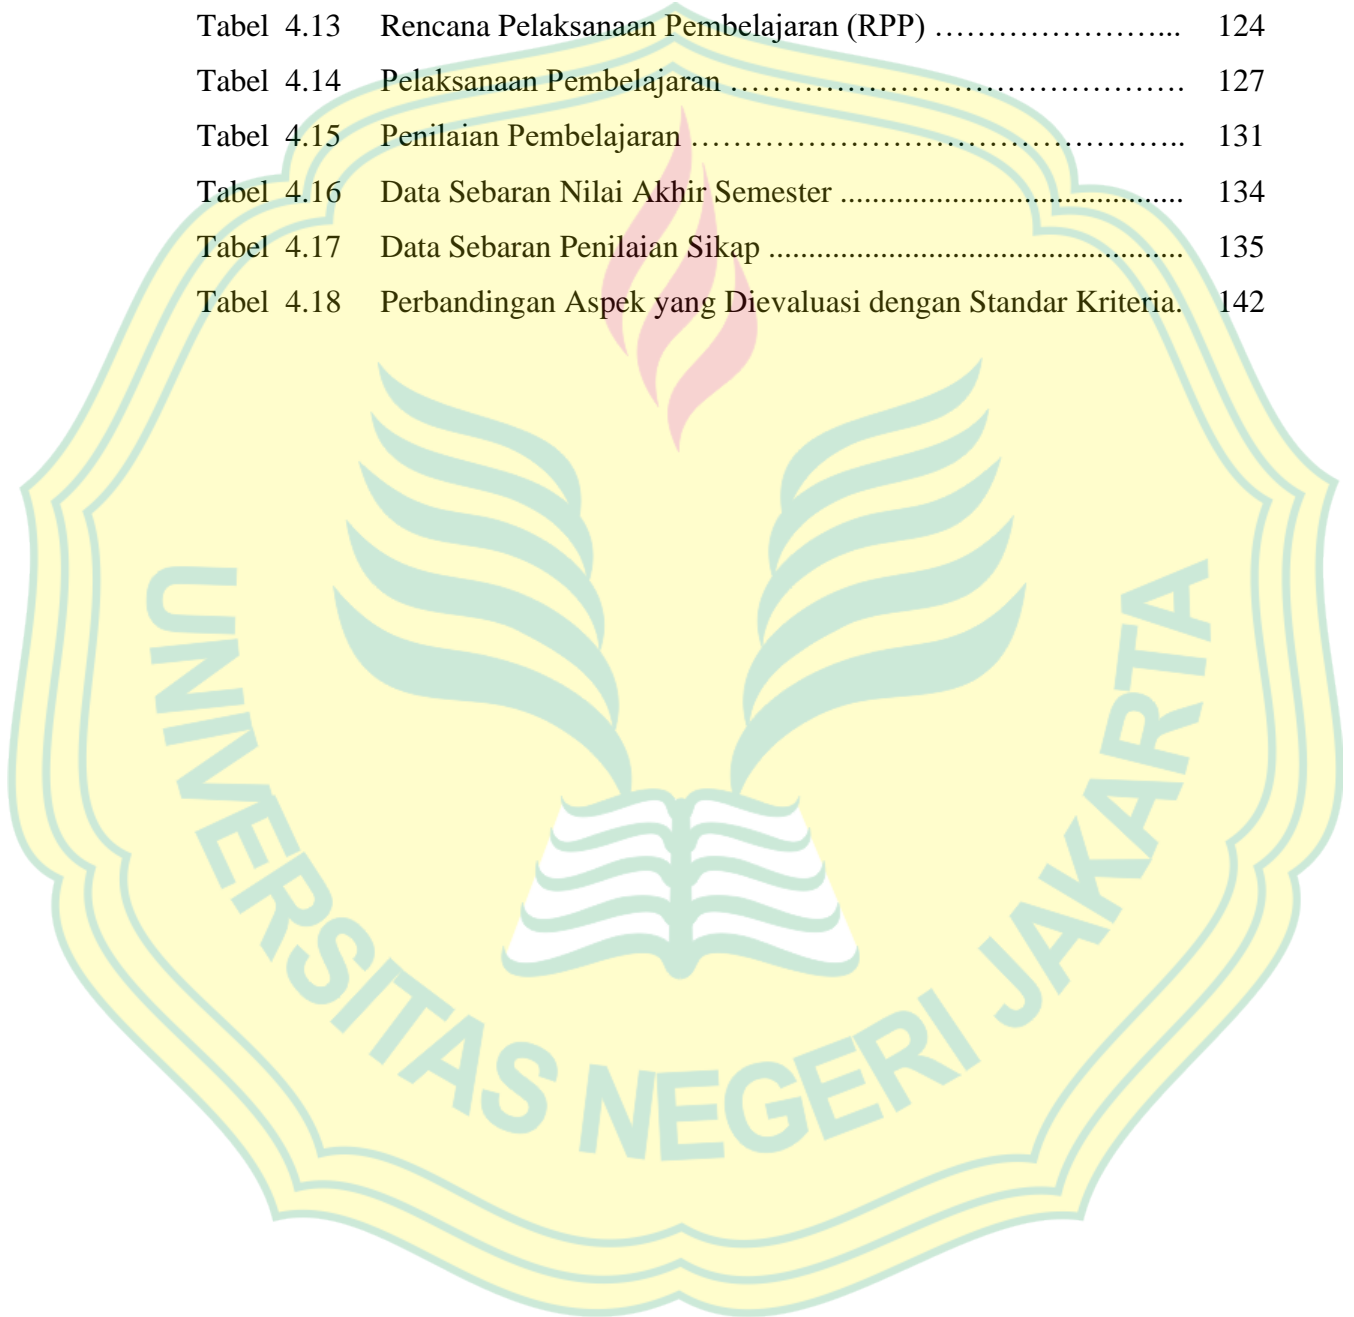 Tabel 4.13 Rencana Pelaksanaan Pembelajaran (RPP) …………………... 124
Tabel 4.14 Pelaksanaan Pembelajaran …………………………………… 127
Tabel 4.15 Penilaian Pembelajaran ……………………………………….. 131
Tabel 4.16 Data Sebaran Nilai Akhir Semester ........................................... 134
Tabel 4.17 Data Sebaran Penilaian Sikap .................................................... 135
Tabel 4.18 Perbandingan Aspek yang Dievaluasi dengan Standar Kriteria. 142
UNIVERSITAS NEGERI JAKARTA